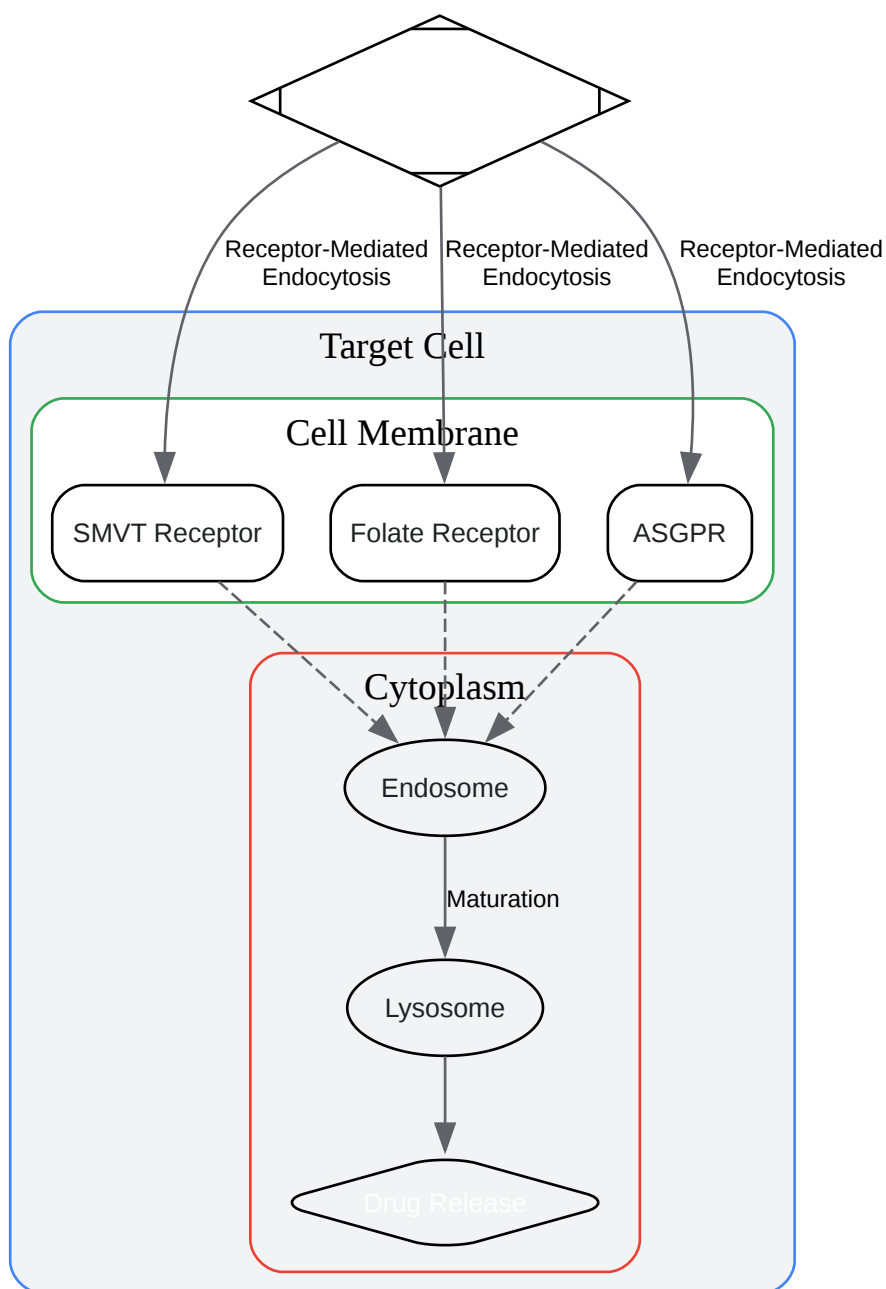 Receptor-Mediated
Endocytosis
Receptor-Mediated
Endocytosis
Receptor-Mediated
Endocytosis
Target Cell
Cell Membrane
SMVT Receptor
Folate Receptor
ASGPR
Cytoplasm
Endosome
Maturation
Lysosome
Drug Release